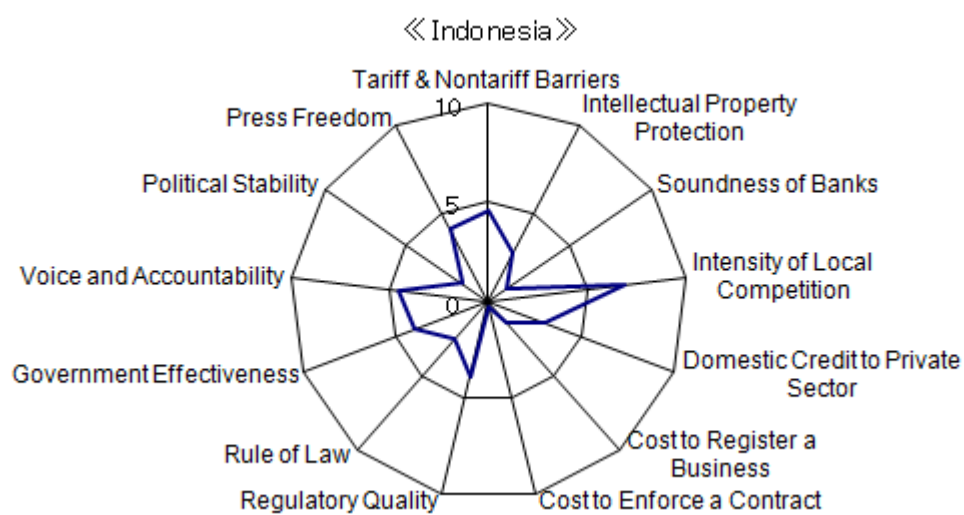 ≪Indonesia≫
Tariff & Nontariff Barriers
10
Press Freedom
Intellectual Property
Protection
Political Stability
Soundness of Banks
5
Voice and Accountability
Intensity of Local
Competition
0
Government Effectiveness
Domestic Credit to Private
Sector
Rule of Law
Cost to Register a
Business
Regulatory Quality
Cost to Enforce a Contract